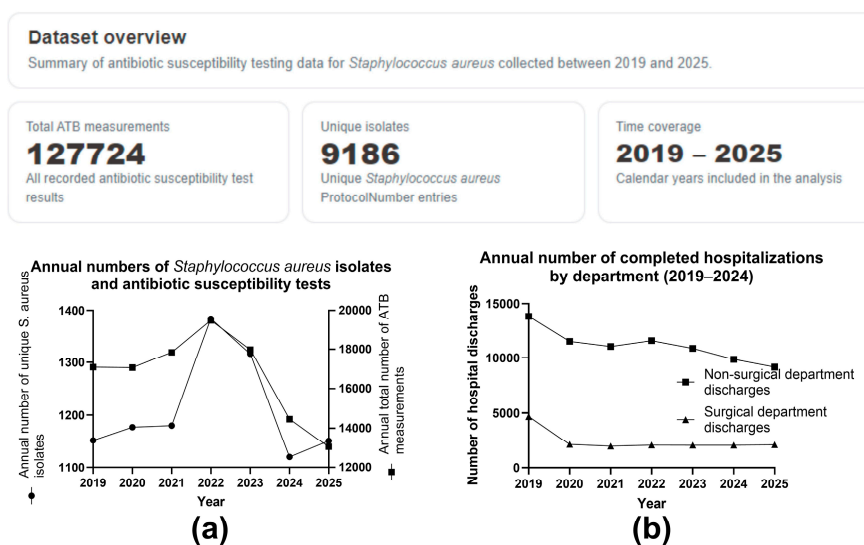 Dataset overview
Summary of antibiotic susceptibility testing data for Staphylococcus aureus collected between 2019 and 2025.
Total ATB measurements
127724
All recorded antibiotic susceptibility test
results
Unique isolates
9186
Unique Staphylococcus aureus
ProtocolNumber entries
Time coverage
2019 – 2025
Calendar years included in the analysis
Annual numbers of Staphylococcus aureus isolates
and antibiotic susceptibility tests
Annual number of unique S. aureus
isolates
1400
1300
1200
1100
20000
18000
16000
14000
12000
Annual total number of ATB
measurements
2019 2020 2021 2022 2023 2024 2025
Year
(a)
Annual number of completed hospitalizations
by department (2019–2024)
Number of hospital discharges
15000
10000
5000
0
Non-surgical department
discharges
Surgical department
discharges
2019 2020 2021 2022 2023 2024 2025
Year
(b)